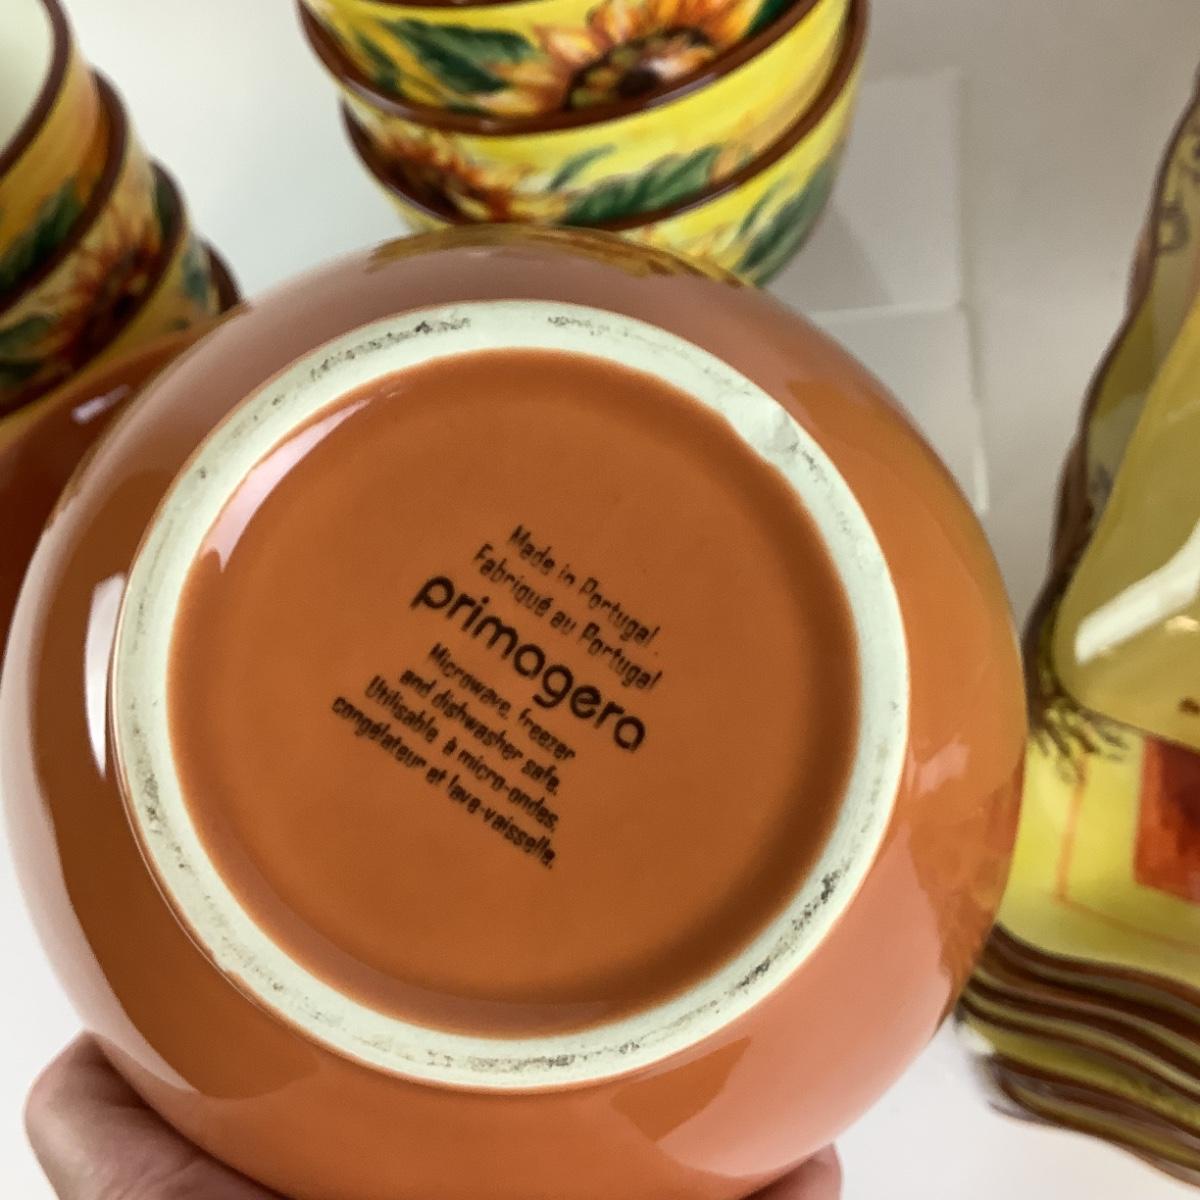 Made in Portugal.
Fabriqué au Portugal
primagera
Microwave, freezer
and dishwasher safe.
Utilisable à micro-ondes,
congélateur et lave-vaisselle.